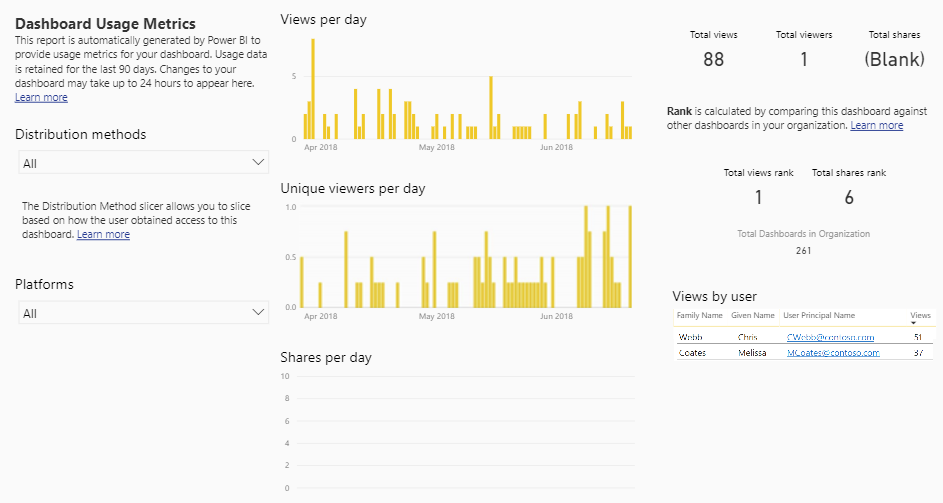 Dashboard Usage Metrics
This report is automatically generated by Power BI to
provide usage metrics for your dashboard. Usage data
is retained for the last 90 days. Changes to your
dashboard may take up to 24 hours to appear here.
Learn more
Distribution methods
All
The Distribution Method slicer allows you to slice
based on how the user obtained access to this
dashboard. Learn more
Platforms
All
Views per day
5
0
Apr 2018 May 2018 Jun 2018
Unique viewers per day
1.0
0.5
0.0
Apr 2018 May 2018 Jun 2018
Shares per day
10
8
6
4
2
0
Total views Total viewers Total shares
88 1 (Blank)
Rank is calculated by comparing this dashboard against
other dashboards in your organization. Learn more
Total views rank Total shares rank
1 6
Total Dashboards in Organization
261
Views by user
Family Name Given Name User Principal Name Views
Webb Chris CWebb@contoso.com 51
Coates Melissa MCoates@contoso.com 37